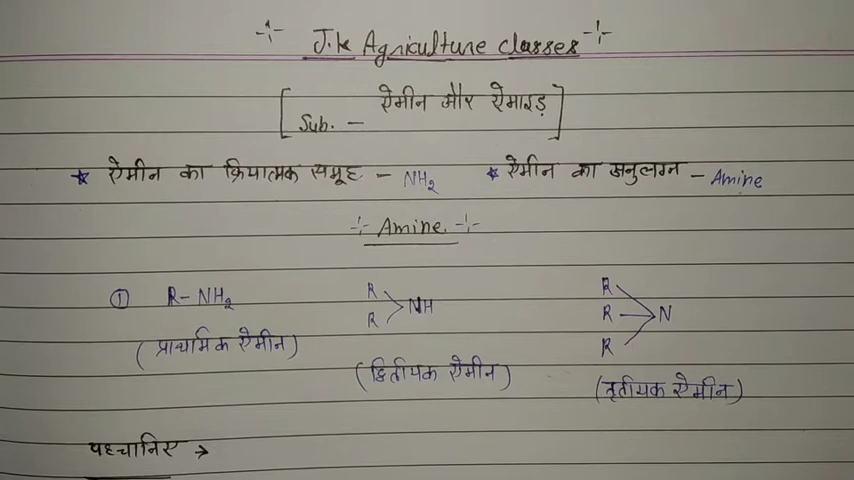 J.K Agriculture classes
[Sub. – ऐमीन और ऐमाइड़]
* ऐमीन का क्रियात्मक समूह – NH₂ * ऐमीन का अनुलग्न – Amine
Amine
① R – NH₂ R R > NH R R R > N
(प्राथमिक ऐमीन) (द्वितीयक ऐमीन) (तृतीयक ऐमीन)
पहचानिए →